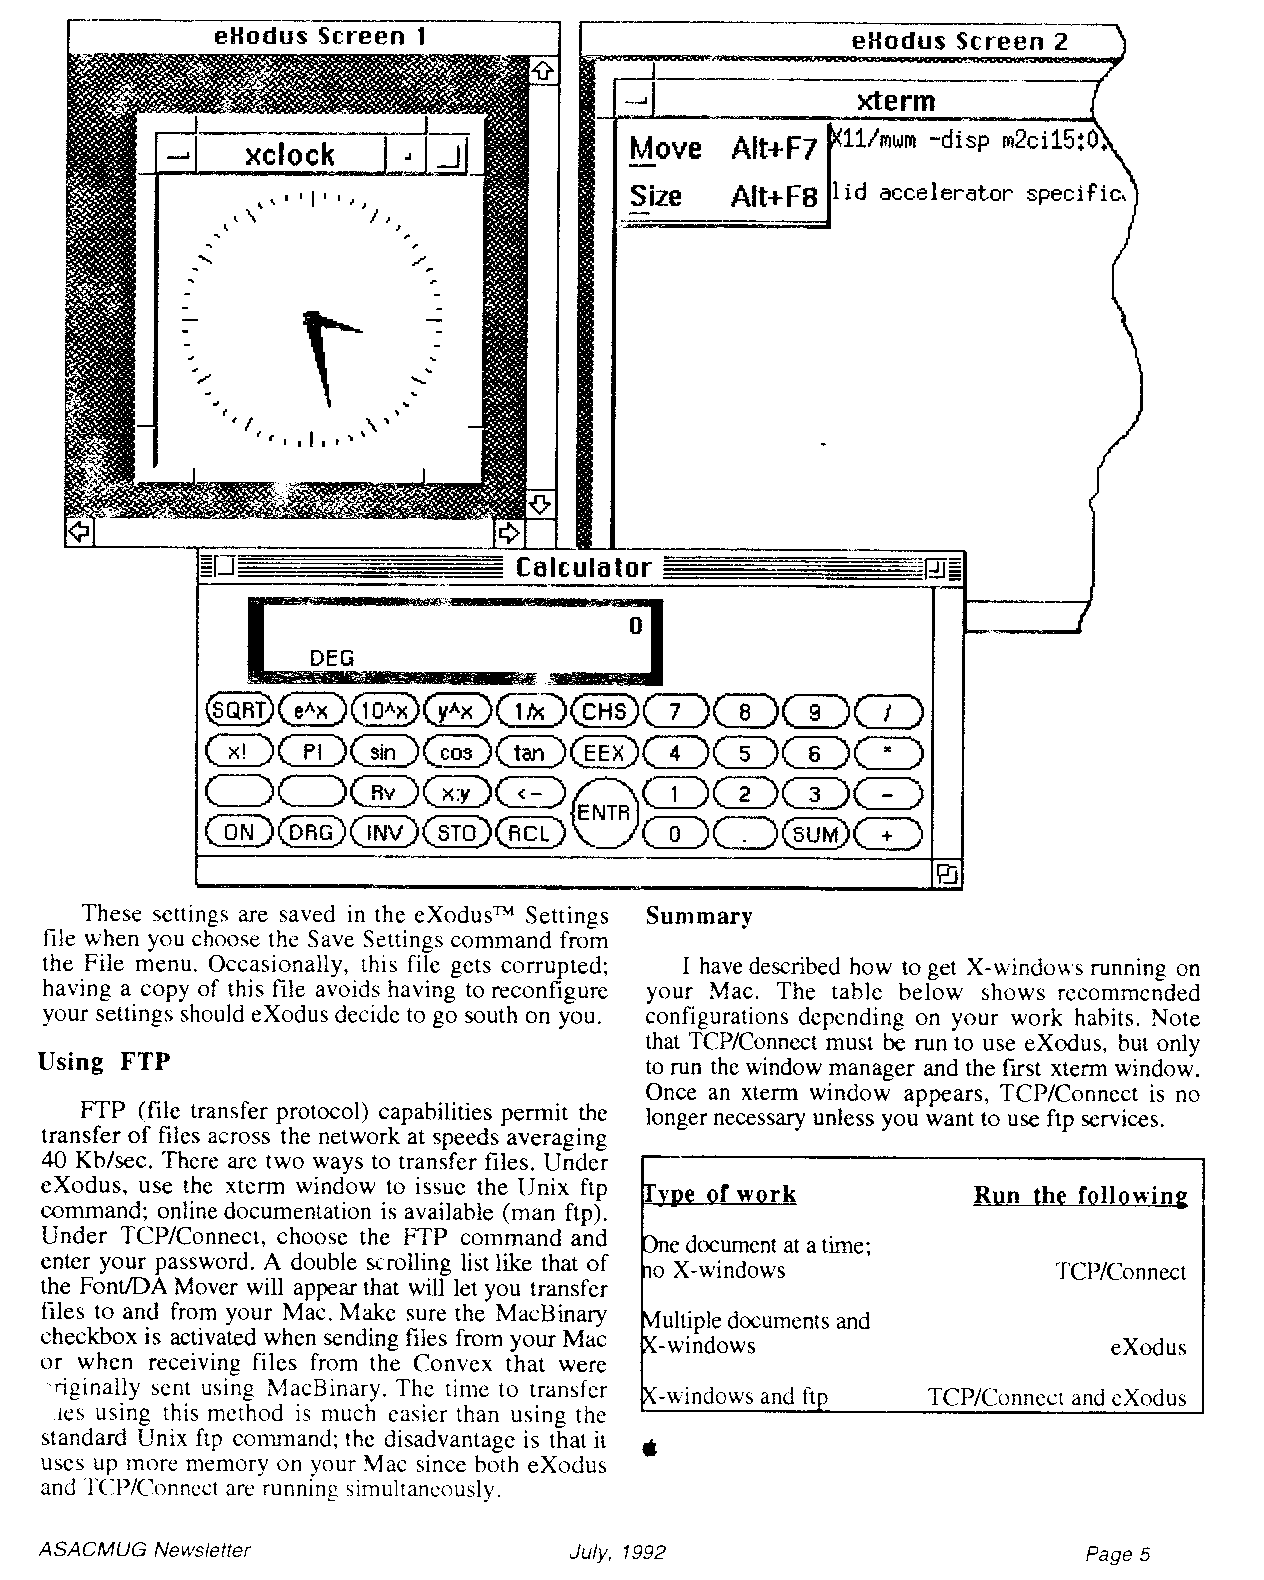 eXodus Screen 1
eXodus Screen 2
xclock
xterm
Move Alt+F7
Size Alt+F8
X11/mwm -disp m2ci15:0.
lid accelerator specific
Calculator
0
DEG
SQRT e^x 10^x y^x 1/x CHS 7 8 9 /
x! PI sin cos tan EEX 4 5 6 *
Rv x:y <- ENTR 1 2 3 -
ON DRG INV STO RCL 0 . SUM +
These settings are saved in the eXodus™ Settings
file when you choose the Save Settings command from
the File menu. Occasionally, this file gets corrupted;
having a copy of this file avoids having to reconfigure
your settings should eXodus decide to go south on you.
Using FTP
FTP (file transfer protocol) capabilities permit the
transfer of files across the network at speeds averaging
40 Kb/sec. There are two ways to transfer files. Under
eXodus, use the xterm window to issue the Unix ftp
command; online documentation is available (man ftp).
Under TCP/Connect, choose the FTP command and
enter your password. A double scrolling list like that of
the Font/DA Mover will appear that will let you transfer
files to and from your Mac. Make sure the MacBinary
checkbox is activated when sending files from your Mac
or when receiving files from the Convex that were
riginally sent using MacBinary. The time to transfer
les using this method is much easier than using the
standard Unix ftp command; the disadvantage is that it
uses up more memory on your Mac since both eXodus
and TCP/Connect are running simultaneously.
Summary
I have described how to get X-windows running on
your Mac. The table below shows recommended
configurations depending on your work habits. Note
that TCP/Connect must be run to use eXodus, but only
to run the window manager and the first xterm window.
Once an xterm window appears, TCP/Connect is no
longer necessary unless you want to use ftp services.
Type of work Run the following
One document at a time;
no X-windows TCP/Connect
Multiple documents and
X-windows eXodus
X-windows and ftp TCP/Connect and eXodus
ASACMUG Newsletter July, 1992 Page 5